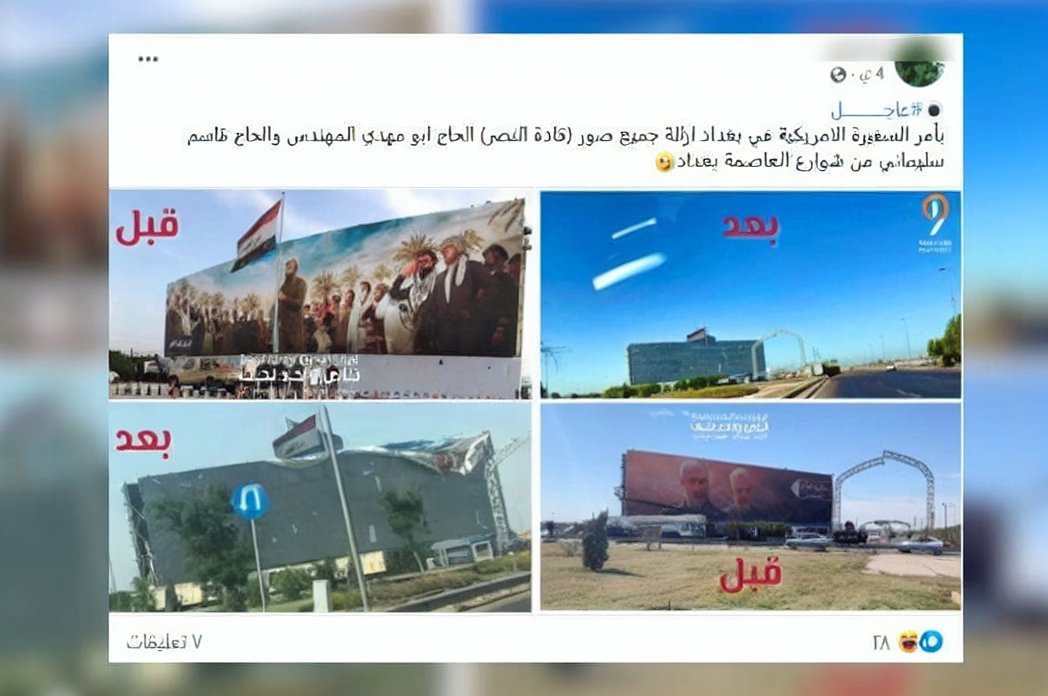 4 ي
#عاجل
بأمر السفيرة الامريكية في بغداد ازالة جميع صور (قادة النصر) الحاج ابو مهدي المهندس والحاج قاسم
سليماني من شوارع العاصمة بغداد
قبل
بعد
بعد
قبل
٢٨
٧ تعليقات